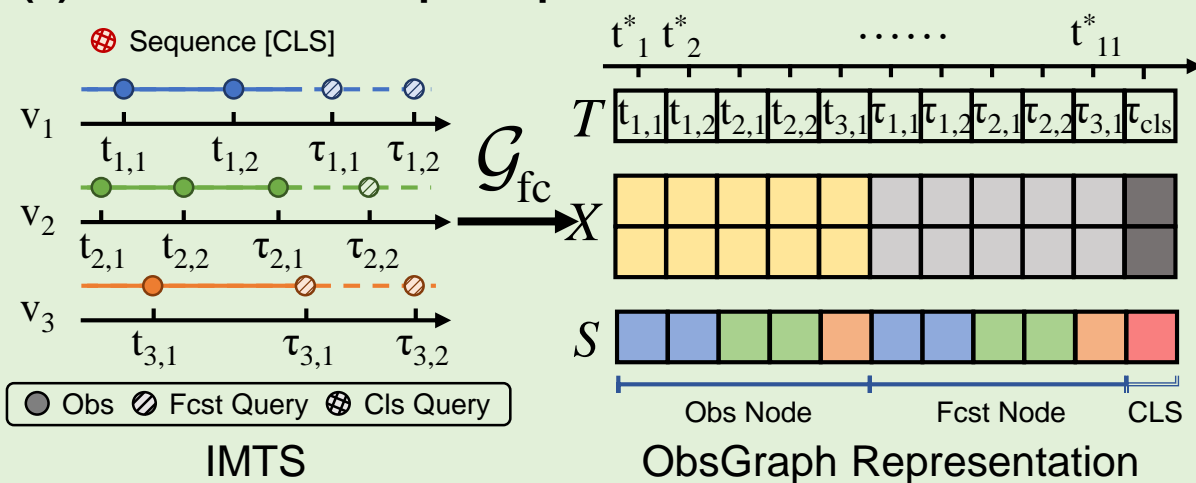 Sequence [CLS]
v1
t1,1 t1,2 τ1,1 τ1,2
v2
t2,1 t2,2 τ2,1 τ2,2
v3
t3,1 τ3,1 τ3,2
Obs Fcst Query Cls Query
IMTS
𝒢fc
t*1 t*2 …… t*11
T t1,1 t1,2 t2,1 t2,2 t3,1 τ1,1 τ1,2 τ2,1 τ2,2 τ3,1 τcls
X
S
Obs Node Fcst Node CLS
ObsGraph Representation